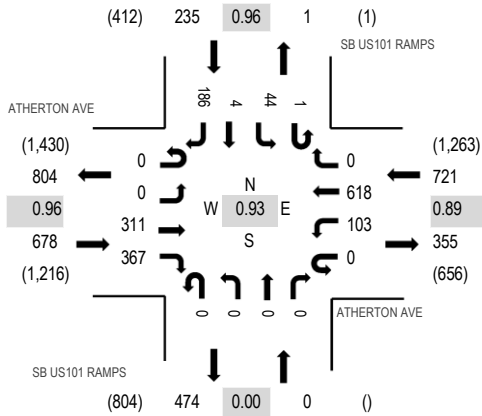 (412) 235 0.96 1 (1)
SB US101 RAMPS
186 4 44 1
ATHERTON AVE
(1,430) 0 0 (1,263)
804 0 N 618 721
0.96 W 0.93 E 0.89
678 311 S 103 355
(1,216) 367 0 (656)
0 0 0 0
ATHERTON AVE
SB US101 RAMPS
(804) 474 0.00 0 ()